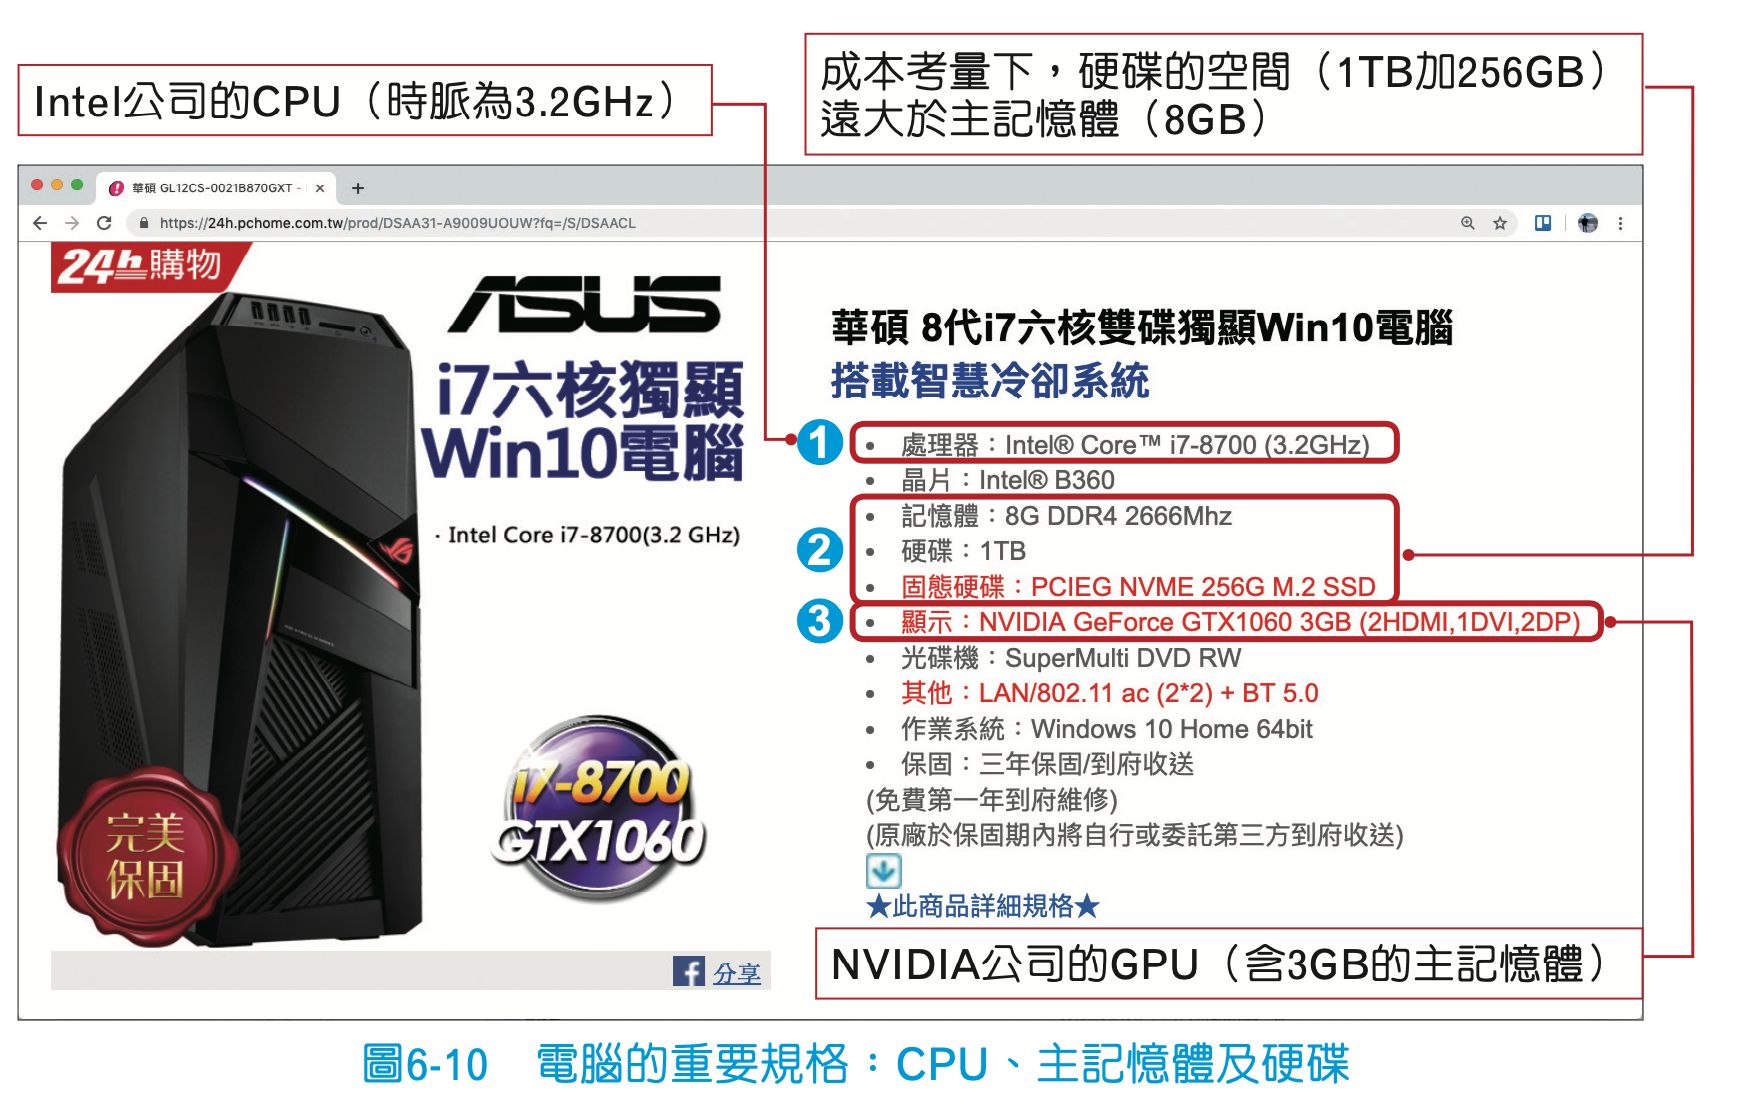 Intel公司的CPU（時脈為3.2GHz）
成本考量下，硬碟的空間（1TB加256GB）
遠大於主記憶體（8GB）
華碩 GL12CS-0021B870GXT -
https://24h.pchome.com.tw/prod/DSAA31-A9009UOUW?fq=/S/DSAACL
24h購物
ASUS
i7六核獨顯
Win10電腦
· Intel Core i7-8700(3.2 GHz)
i7-8700
GTX1060
完美
保固
分享
華碩 8代i7六核雙碟獨顯Win10電腦
搭載智慧冷卻系統
1
• 處理器：Intel® Core™ i7-8700 (3.2GHz)
• 晶片：Intel® B360
2
• 記憶體：8G DDR4 2666Mhz
• 硬碟：1TB
• 固態硬碟：PCIEG NVME 256G M.2 SSD
3
• 顯示：NVIDIA GeForce GTX1060 3GB (2HDMI,1DVI,2DP)
• 光碟機：SuperMulti DVD RW
• 其他：LAN/802.11 ac (2*2) + BT 5.0
• 作業系統：Windows 10 Home 64bit
• 保固：三年保固/到府收送
(免費第一年到府維修)
(原廠於保固期內將自行或委託第三方到府收送)
★此商品詳細規格★
NVIDIA公司的GPU（含3GB的主記憶體）
圖6-10　電腦的重要規格：CPU、主記憶體及硬碟